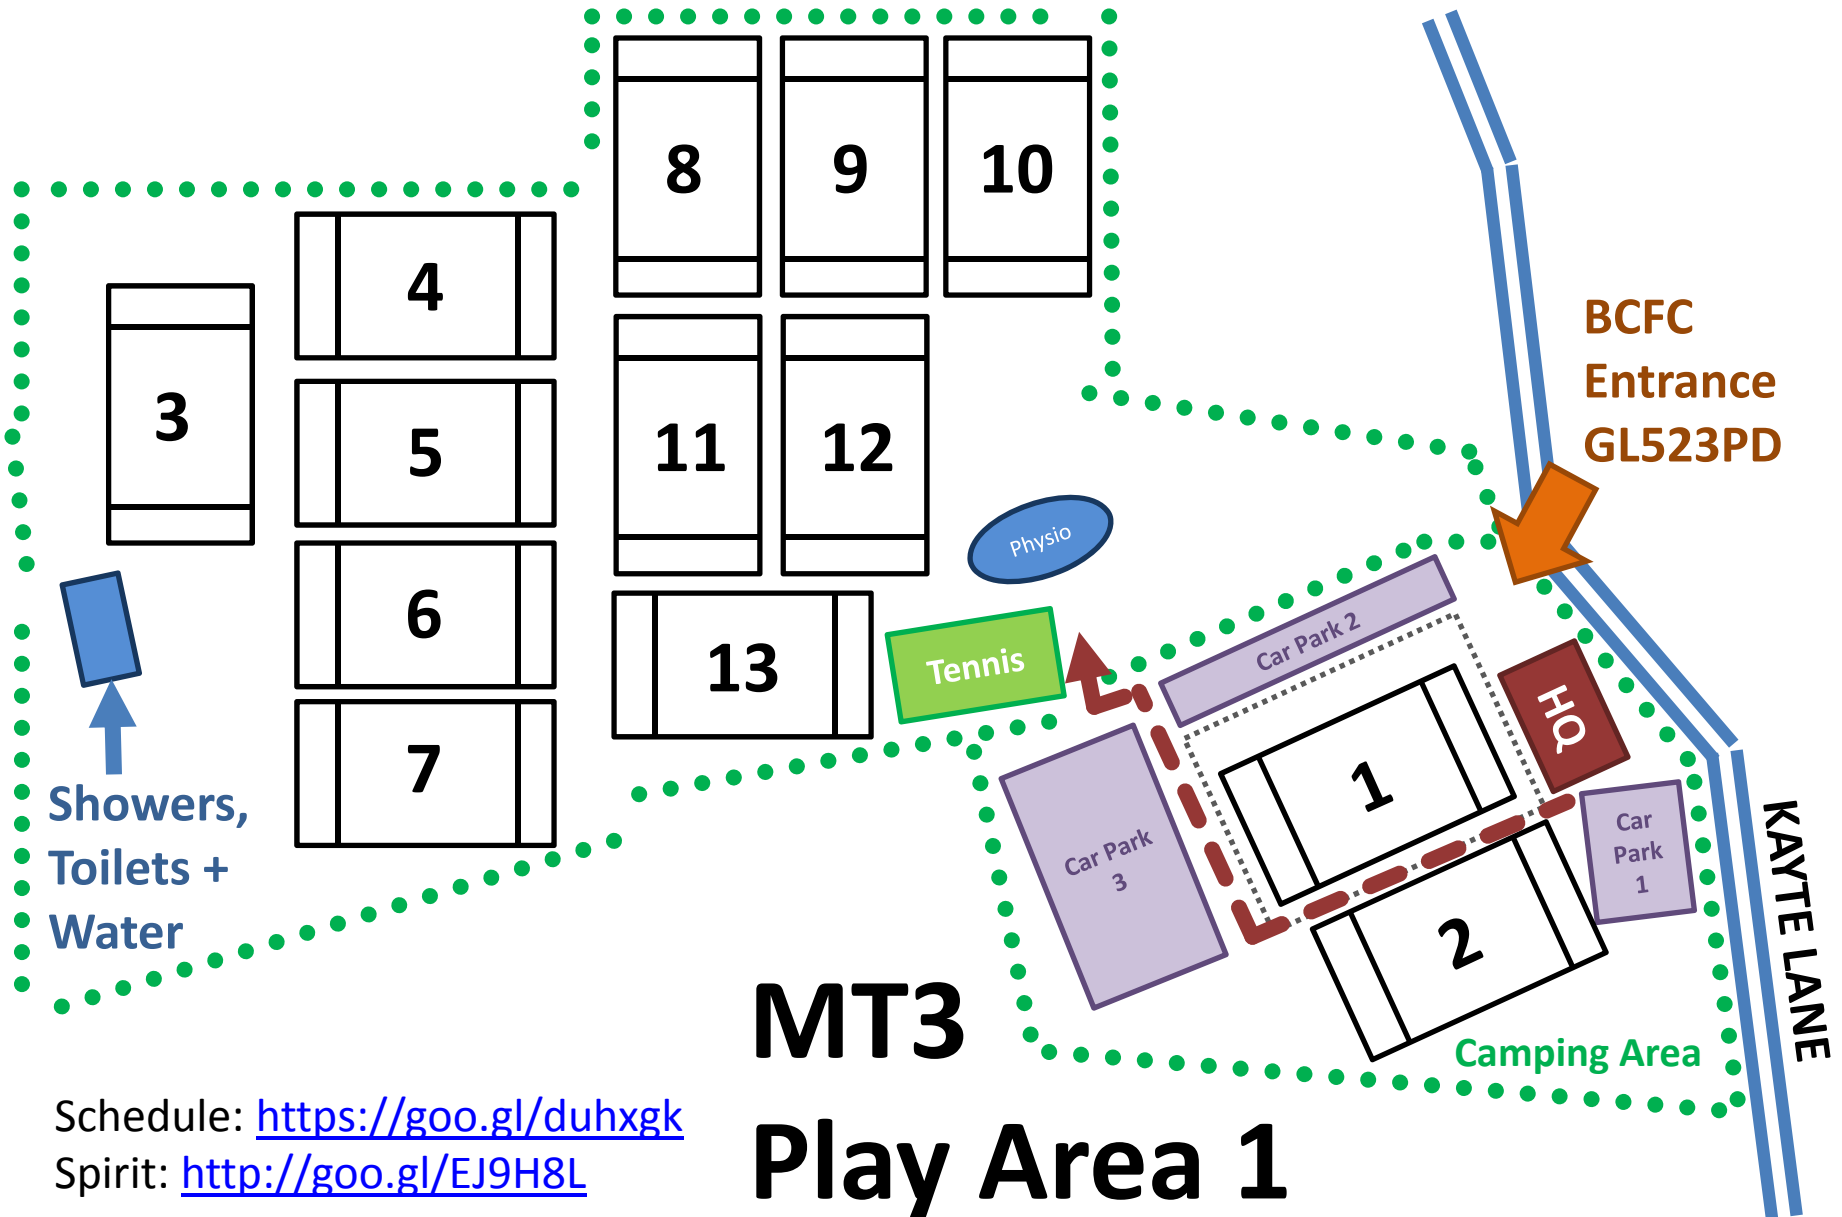 8
9
10
4
BCFC
Entrance
GL523PD
3
5
11
12
Physio
6
13
Tennis
Car Park 2
HQ
7
1
Showers,
Toilets +
Water
Car Park
3
Car
Park
1
2
KAYTE LANE
MT3
Camping Area
Play Area 1
Schedule: https://goo.gl/duhxgk
Spirit: http://goo.gl/EJ9H8L